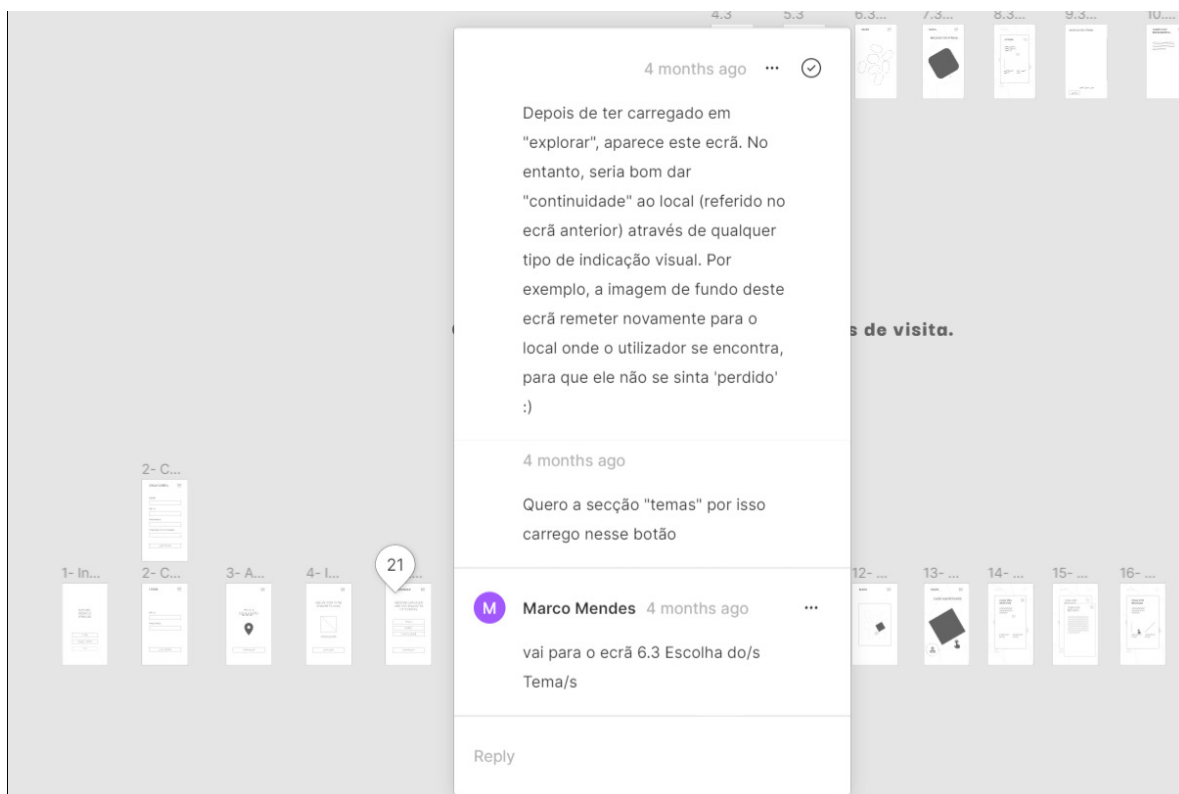 4.3
5.3
6.3...
7.3...
8.3...
9.3...
10....
4 months ago
Depois de ter carregado em
"explorar", aparece este ecrã. No
entanto, seria bom dar
"continuidade" ao local (referido no
ecrã anterior) através de qualquer
tipo de indicação visual. Por
exemplo, a imagem de fundo deste
ecrã remeter novamente para o
local onde o utilizador se encontra,
para que ele não se sinta 'perdido'
:)
s de visita.
4 months ago
Quero a secção "temas" por isso
carrego nesse botão
2- C...
1- In...
2- C...
3- A...
4- I...
21
12- ...
13- ...
14- ...
15- ...
16- ...
M
Marco Mendes 4 months ago
vai para o ecrã 6.3 Escolha do/s
Tema/s
Reply